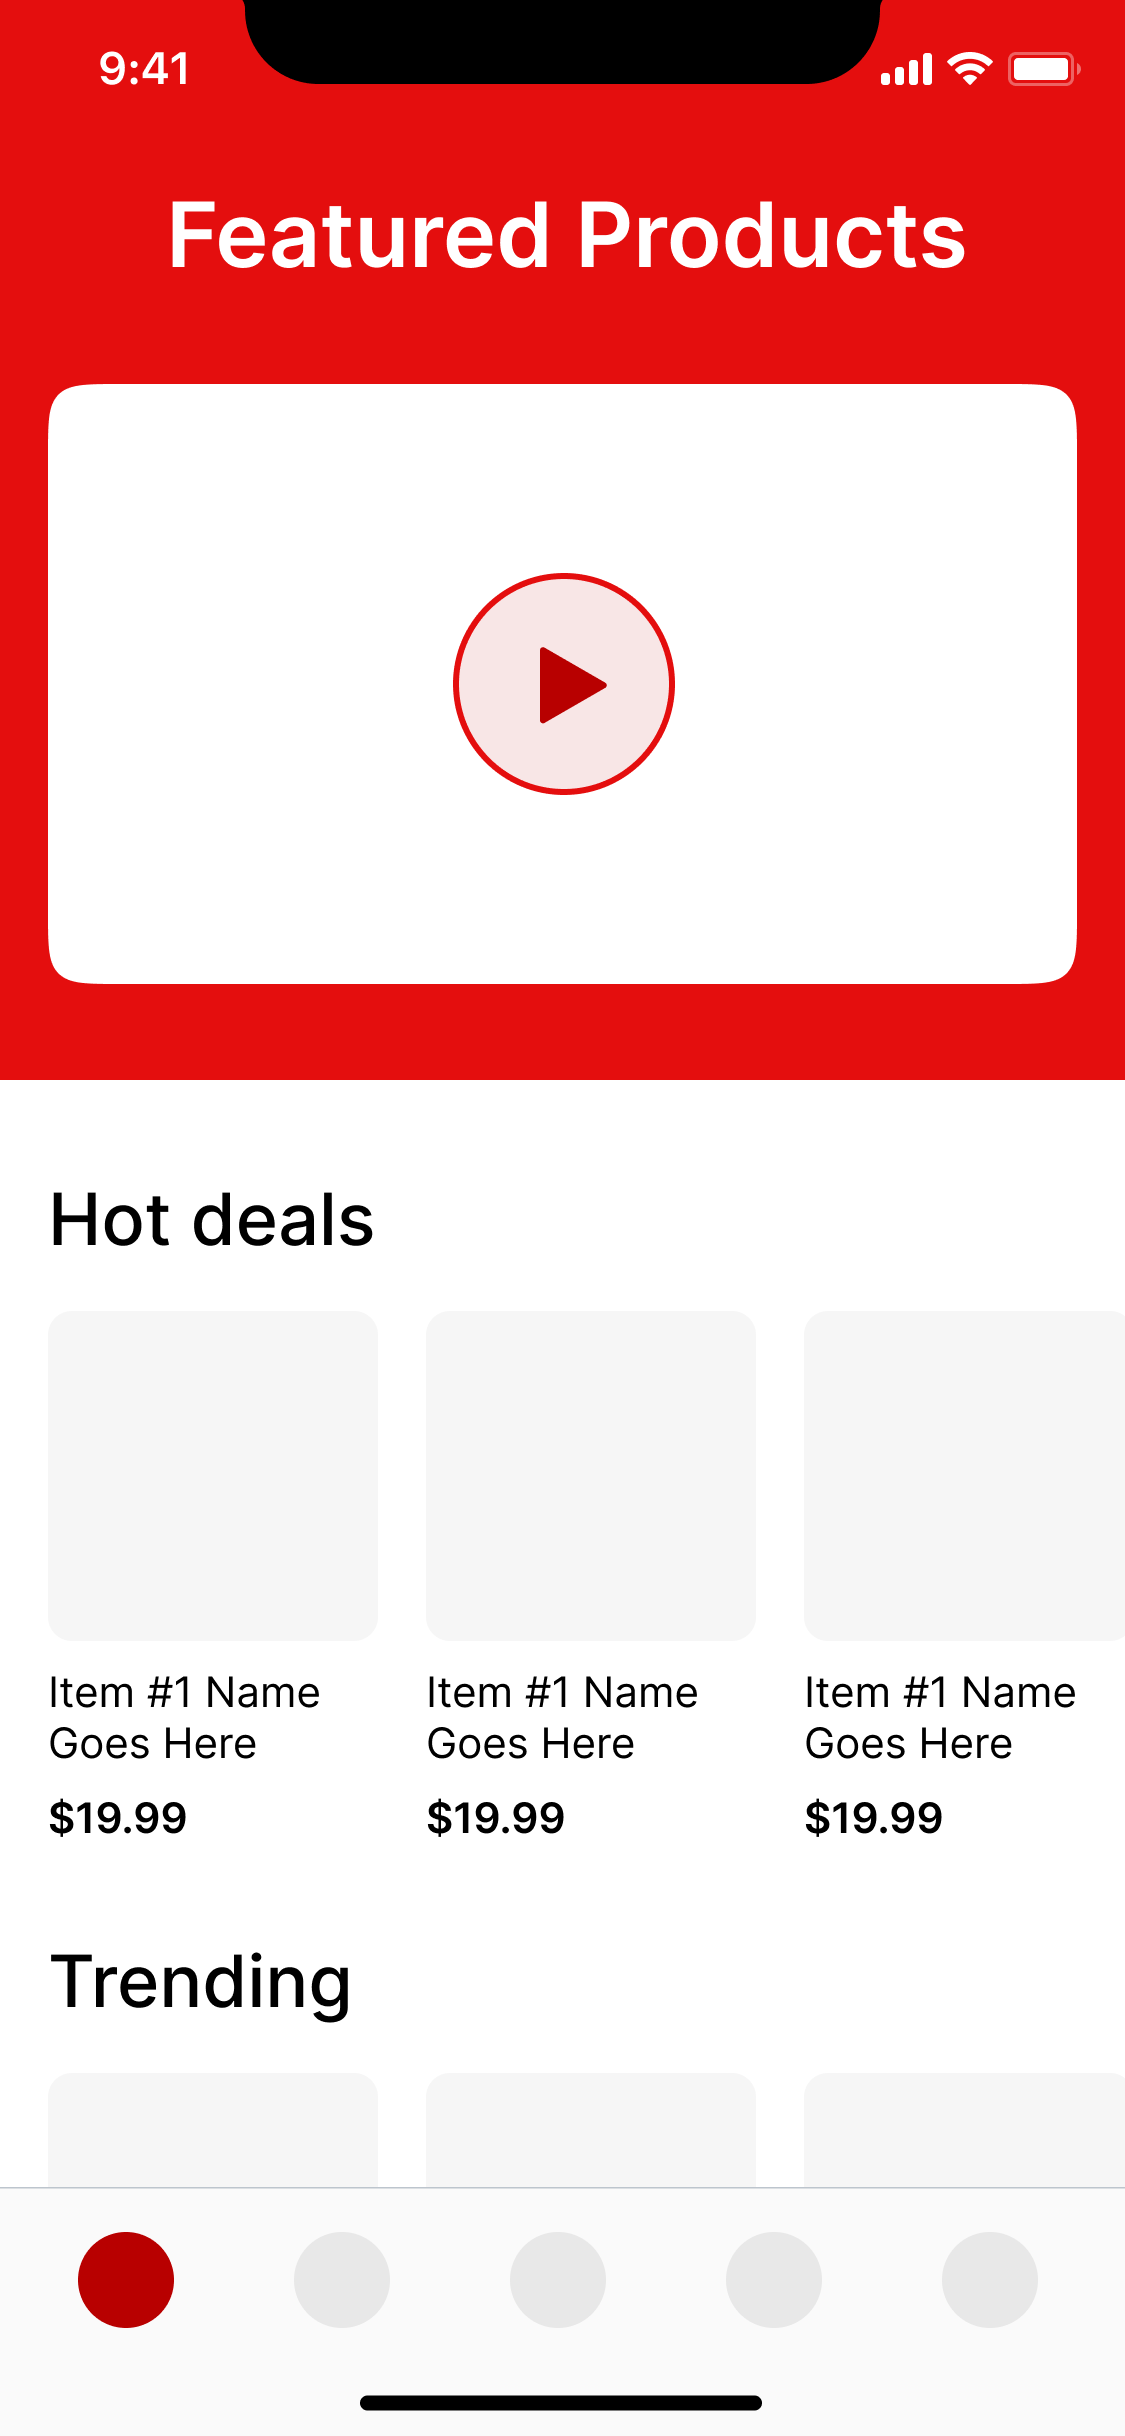 9:41
Featured Products
Hot deals
Item #1 Name
Goes Here
$19.99
Item #1 Name
Goes Here
$19.99
Item #1 Name
Goes Here
$19.99
Trending